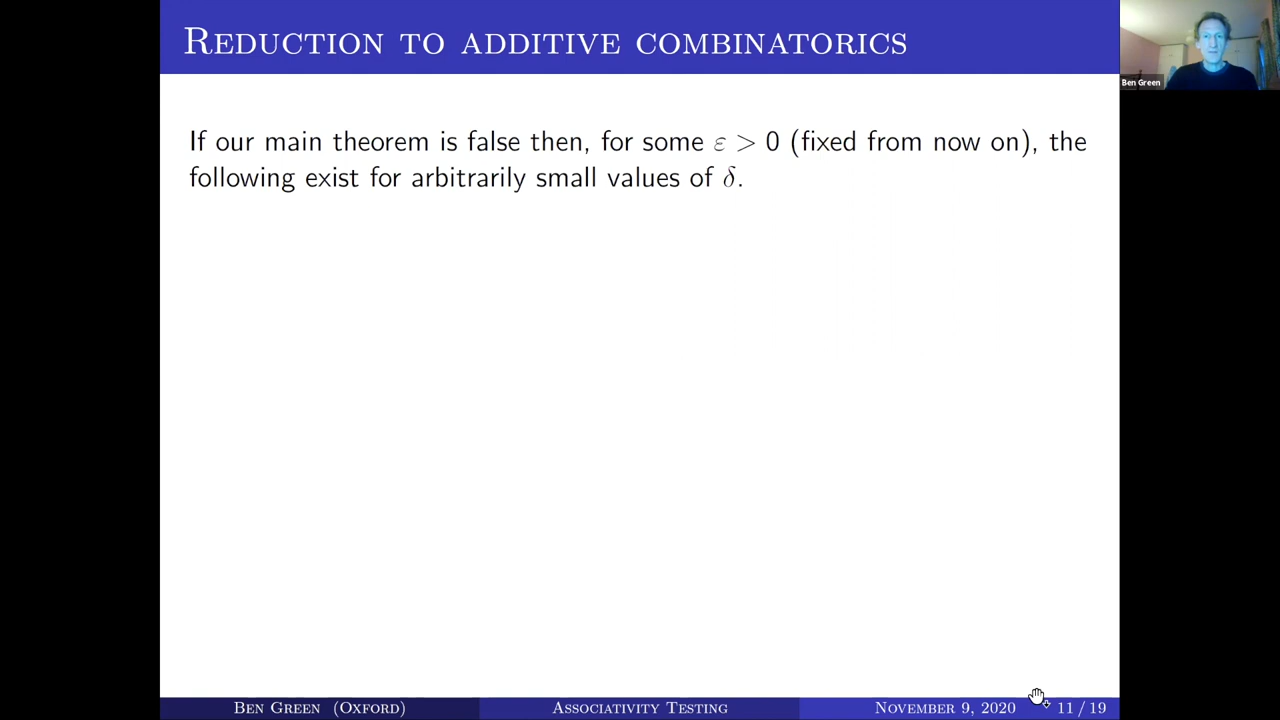 REDUCTION TO ADDITIVE COMBINATORICS
Ben Green
If our main theorem is false then, for some ε > 0 (fixed from now on), the
following exist for arbitrarily small values of δ.
BEN GREEN (OXFORD)
ASSOCIATIVITY TESTING
NOVEMBER 9, 2020
11 / 19